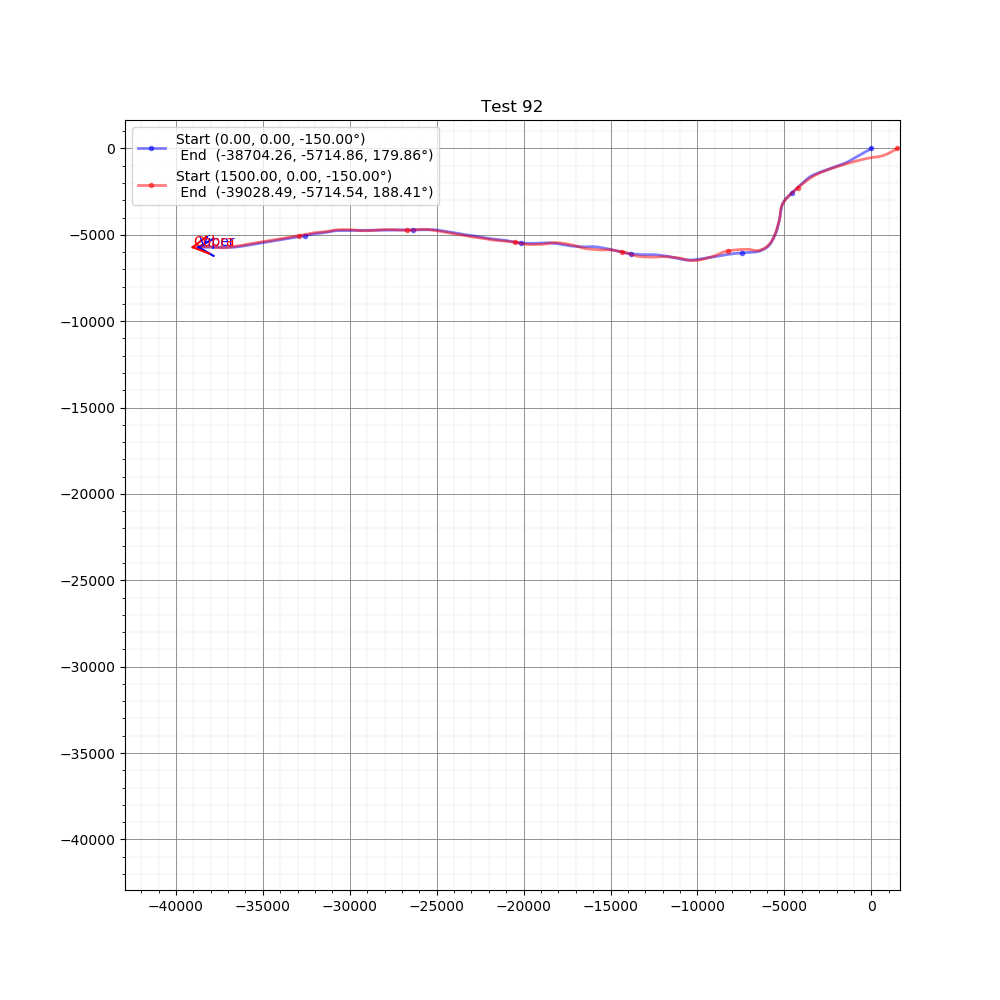 Test 92
Start (0.00, 0.00, -150.00°)
End (-38704.26, -5714.86, 179.86°)
Start (1500.00, 0.00, -150.00°)
End (-39028.49, -5714.54, 188.41°)
0
−5000
−10000
−15000
−20000
−25000
−30000
−35000
−40000
−40000 −35000 −30000 −25000 −20000 −15000 −10000 −5000 0